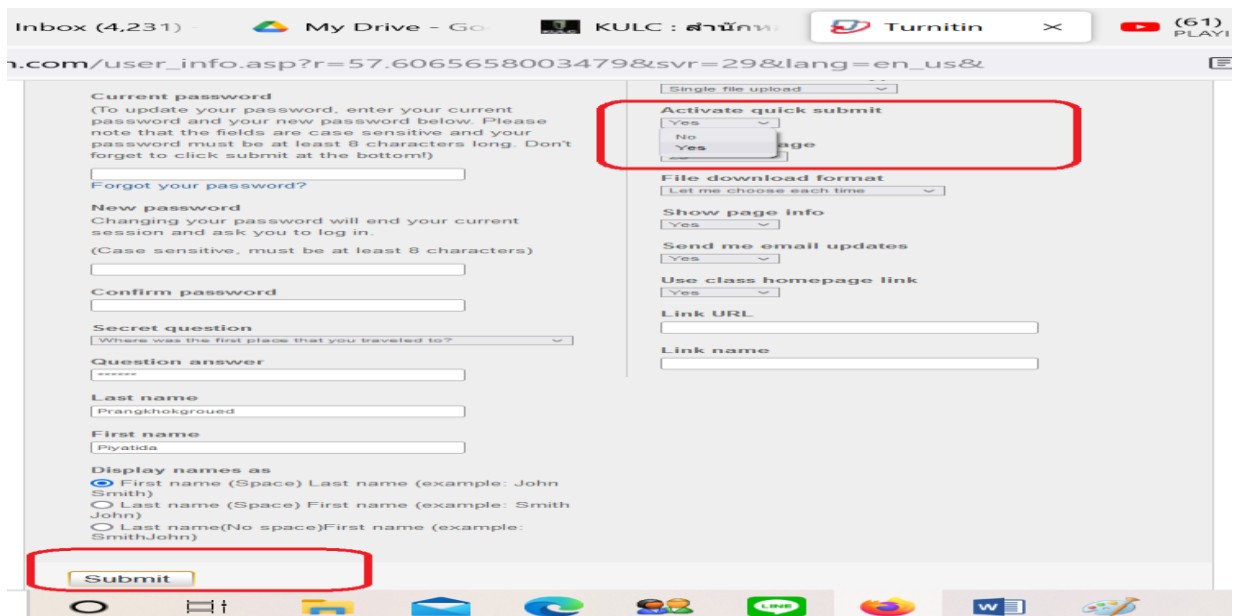 Inbox (4,231)
My Drive - Go
KULC : สำนักห
Turnitin
(61)
PLAYI
n.com/user_info.asp?r=57.6065658003479&svr=29&lang=en_us&
Current password
(To update your password, enter your current
password and your new password below. Please
note that the fields are case sensitive and your
password must be at least 8 characters long. Don't
forget to click submit at the bottom!)
Forgot your password?
New password
Changing your password will end your current
session and ask you to log in.
(Case sensitive, must be at least 8 characters)
Confirm password
Secret question
Where was the first place that you traveled to?
Question answer
••••••
Last name
Prangkhokgroued
First name
Piyatida
Display names as
First name (Space) Last name (example: John
Smith)
Last name (Space) First name (example: Smith
John)
Last name(No space)First name (example:
SmithJohn)
Submit
Single file upload
Activate quick submit
Yes
No
Yes
age
File download format
Let me choose each time
Show page info
Yes
Send me email updates
Yes
Use class homepage link
Yes
Link URL
Link name
LINE
W